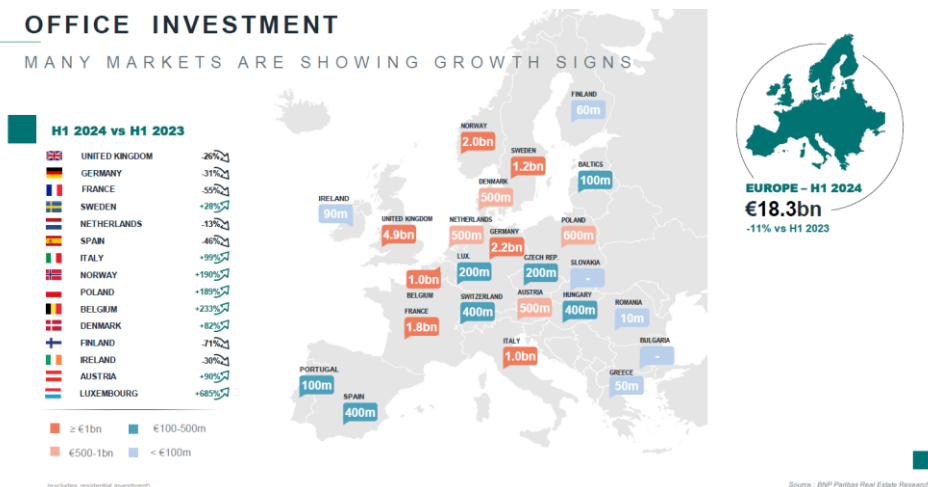 OFFICE INVESTMENT
MANY MARKETS ARE SHOWING GROWTH SIGNS
H1 2024 vs H1 2023
UNITED KINGDOM -26%
GERMANY -31%
FRANCE -55%
SWEDEN +28%
NETHERLANDS -13%
SPAIN -46%
ITALY +99%
NORWAY +190%
POLAND +189%
BELGIUM +233%
DENMARK +82%
FINLAND -71%
IRELAND -30%
AUSTRIA +90%
LUXEMBOURG +685%
≥ €1bn
€100-500m
€500-1bn
< €100m
(excludes residential investment)
FINLAND
60m
NORWAY
2.0bn
SWEDEN
1.2bn
BALTICS
100m
DENMARK
500m
IRELAND
90m
UNITED KINGDOM
4.9bn
NETHERLANDS
500m
GERMANY
2.2bn
POLAND
600m
LUX.
200m
CZECH REP.
200m
SLOVAKIA
-
1.0bn
BELGIUM
SWITZERLAND
400m
AUSTRIA
500m
HUNGARY
400m
ROMANIA
10m
FRANCE
1.8bn
ITALY
1.0bn
BULGARIA
-
GREECE
50m
PORTUGAL
100m
SPAIN
400m
EUROPE – H1 2024
€18.3bn
-11% vs H1 2023
Source : BNP Paribas Real Estate Research